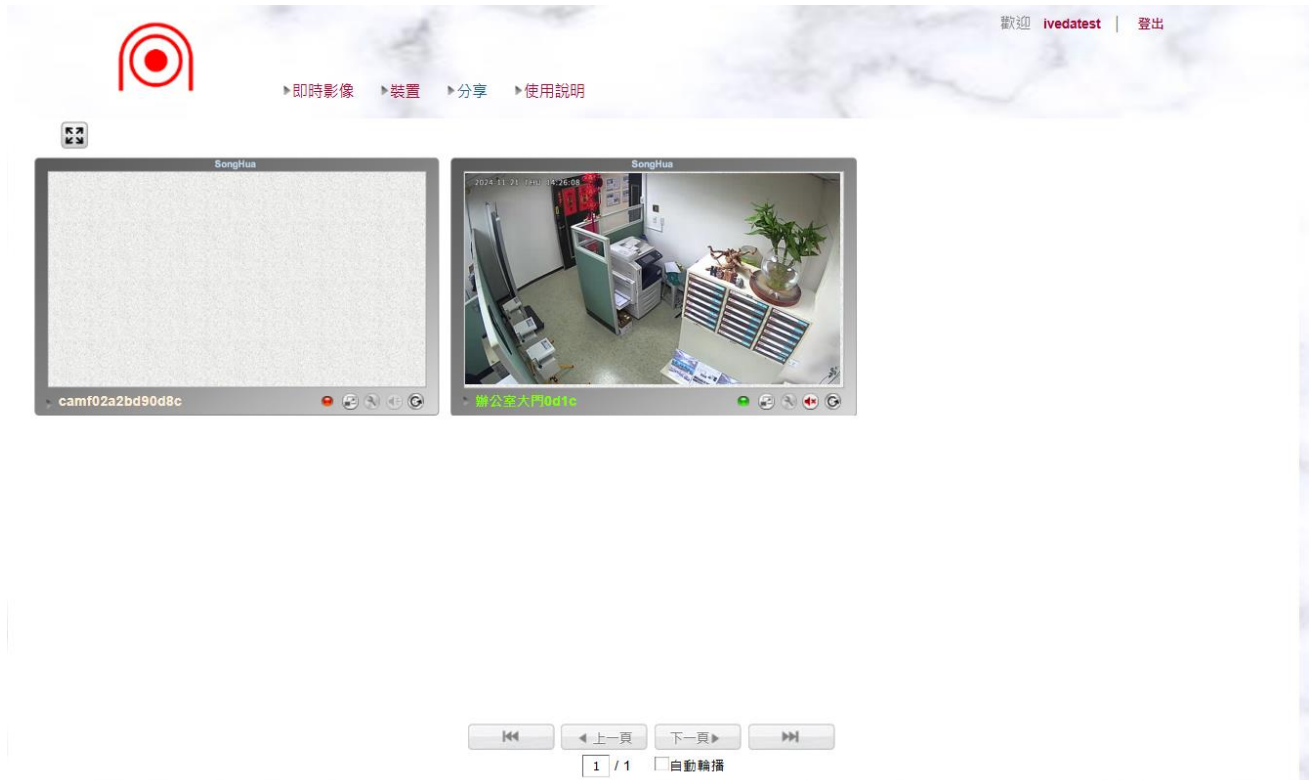 歡迎 ivedatest | 登出
▶即時影像 ▶裝置 ▶分享 ▶使用說明
SongHua
SongHua
2024-11-21 THU 14:26:08
camf02a2bd90d8c
辦公室大門0d1c
上一頁 下一頁
1 / 1 自動輪播